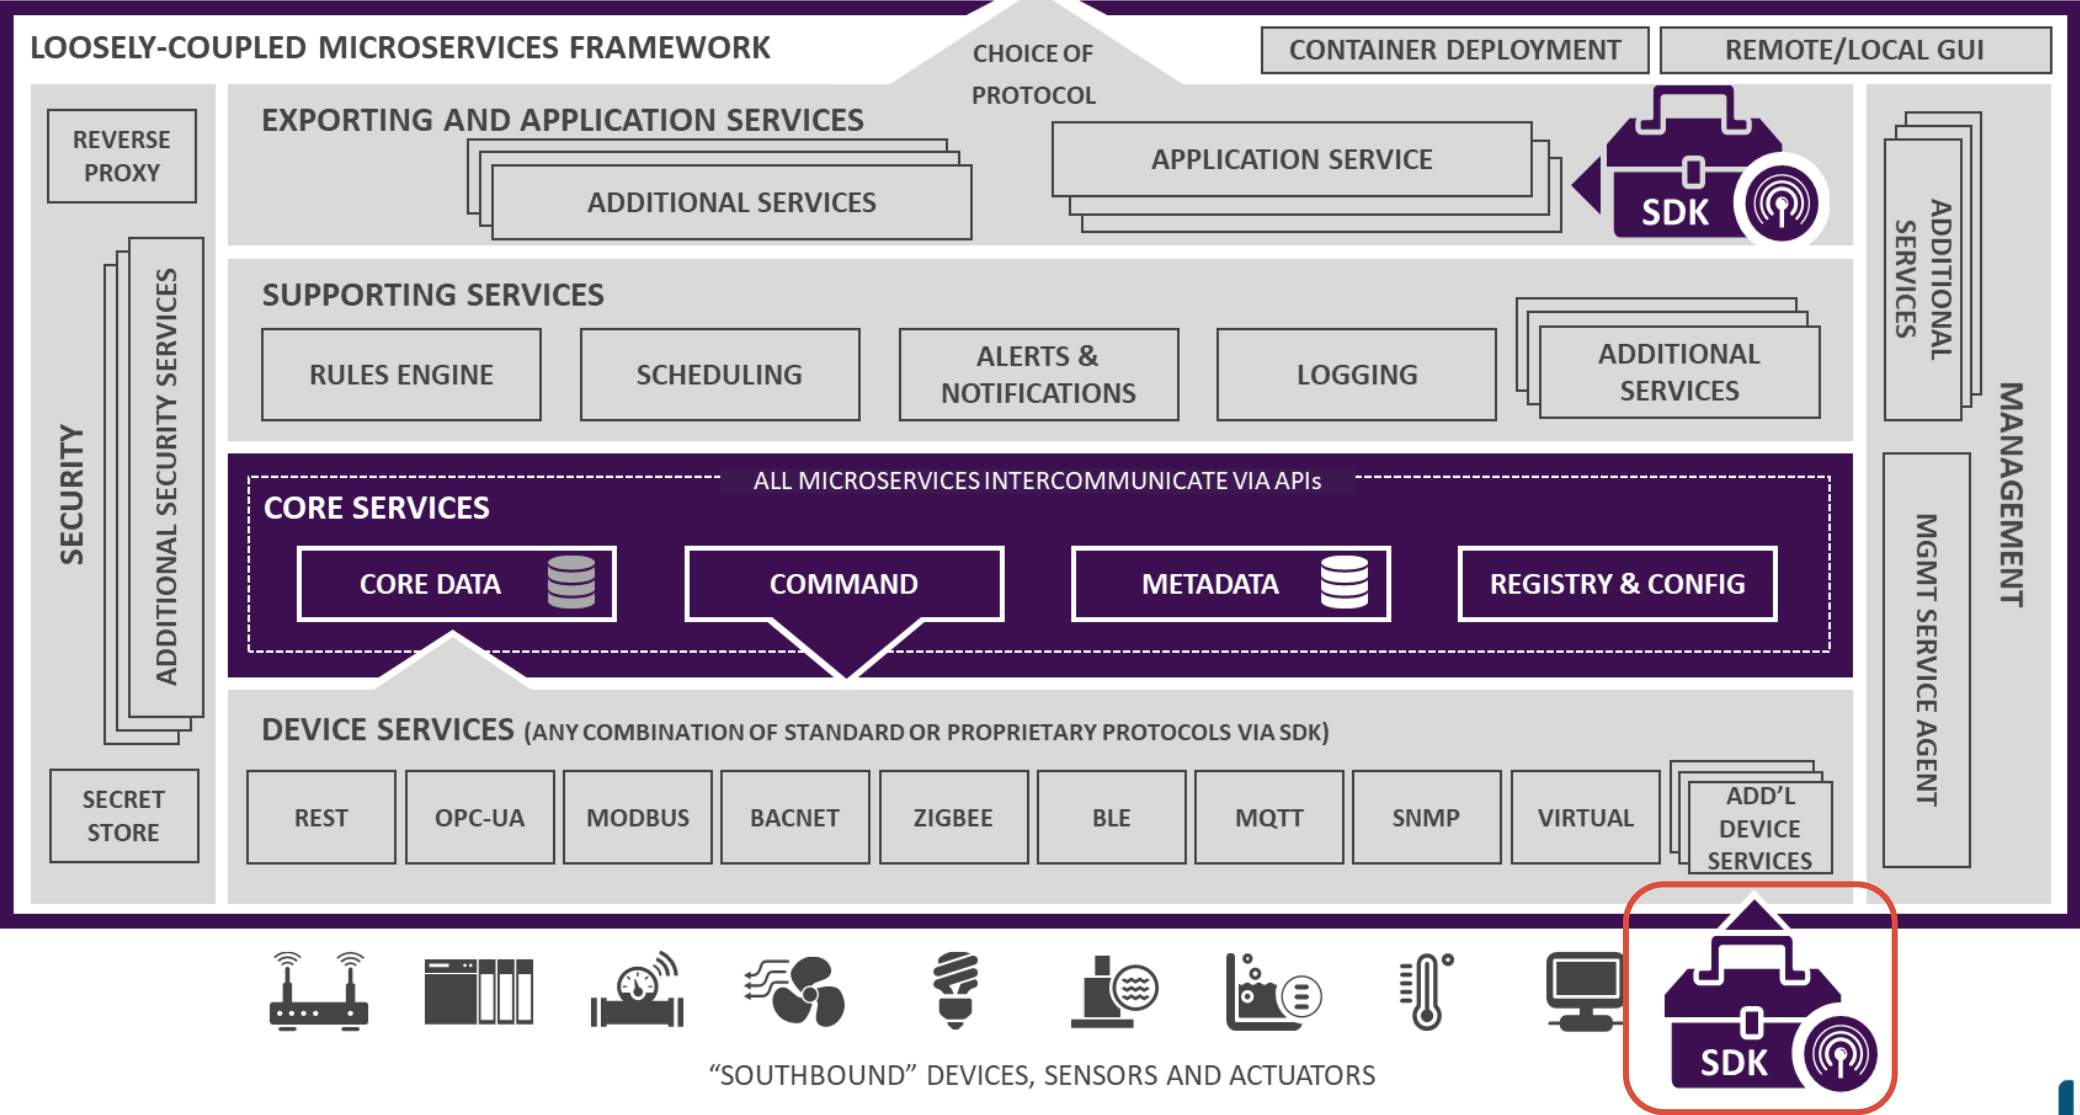 LOOSELY-COUPLED MICROSERVICES FRAMEWORK
CHOICE OF
PROTOCOL
CONTAINER DEPLOYMENT
REMOTE/LOCAL GUI
REVERSE
PROXY
ADDITIONAL SECURITY SERVICES
SECURITY
SECRET
STORE
EXPORTING AND APPLICATION SERVICES
ADDITIONAL SERVICES
APPLICATION SERVICE
SDK
SUPPORTING SERVICES
RULES ENGINE
SCHEDULING
ALERTS &
NOTIFICATIONS
LOGGING
ADDITIONAL
SERVICES
ALL MICROSERVICES INTERCOMMUNICATE VIA APIs
CORE SERVICES
CORE DATA
COMMAND
METADATA
REGISTRY & CONFIG
DEVICE SERVICES (ANY COMBINATION OF STANDARD OR PROPRIETARY PROTOCOLS VIA SDK)
REST
OPC-UA
MODBUS
BACNET
ZIGBEE
BLE
MQTT
SNMP
VIRTUAL
ADD'L
DEVICE
SERVICES
ADDITIONAL
SERVICES
MANAGEMENT
MGMT SERVICE AGENT
SDK
“SOUTHBOUND” DEVICES, SENSORS AND ACTUATORS